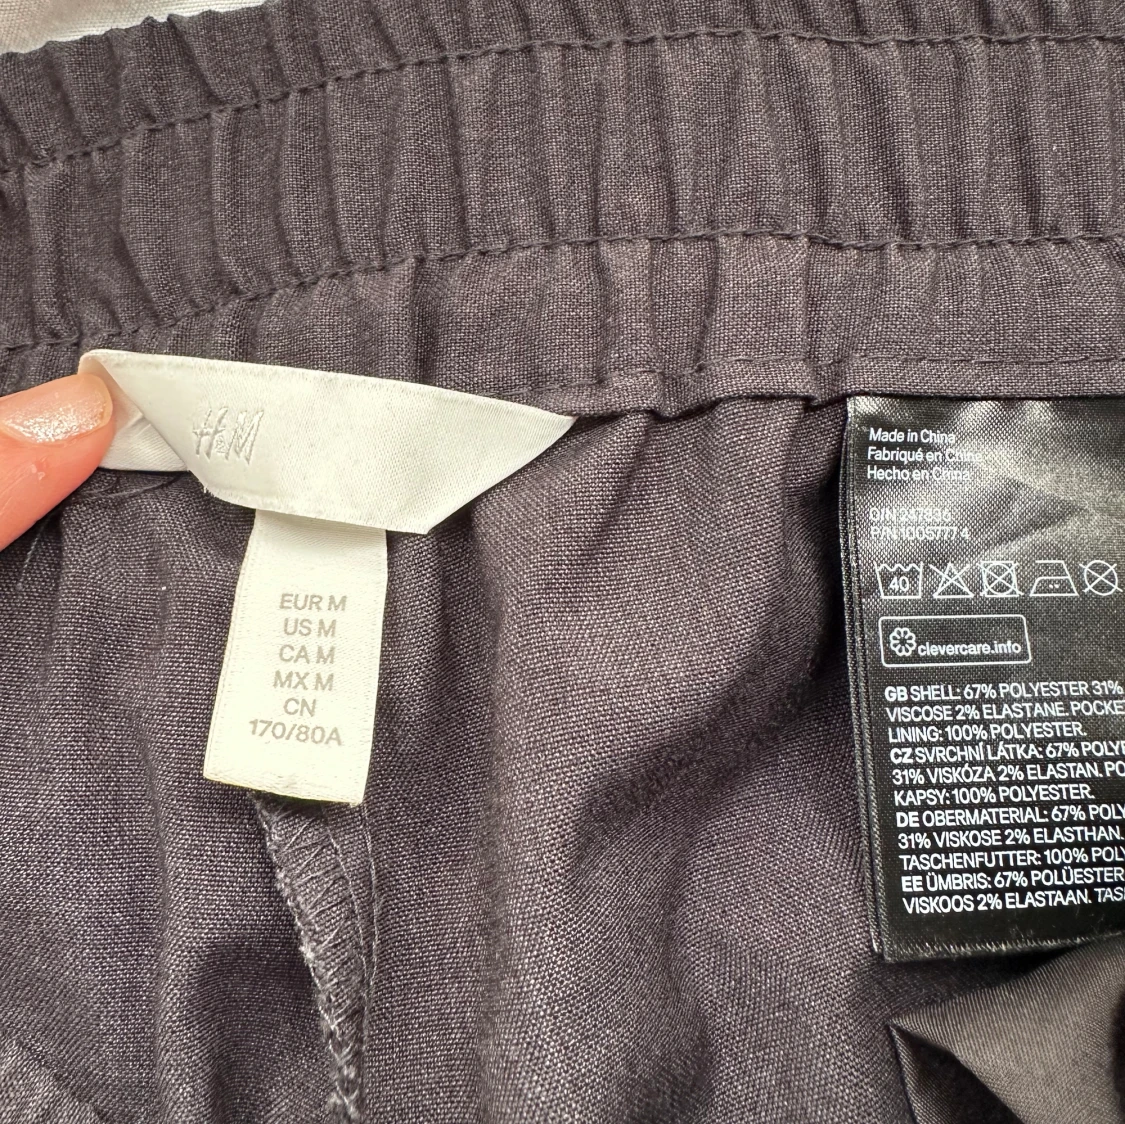 H&M
EUR M
US M
CA M
MX M
CN
170/80A
Made in China
Fabriqué en Chine
Hecho en China
P/N 10057774
40
clevercare.info
GB SHELL: 67% POLYESTER 31%
VISCOSE 2% ELASTANE. POCKE
LINING: 100% POLYESTER.
CZ SVRCHNÍ LÁTKA: 67% POLYE
31% VISKÓZA 2% ELASTAN. PO
KAPSY: 100% POLYESTER.
DE OBERMATERIAL: 67% POLY
31% VISKOSE 2% ELASTHAN.
TASCHENFUTTER: 100% POLY
EE ÜMBRIS: 67% POLÜESTER
VISKOOS 2% ELASTAAN. TAS